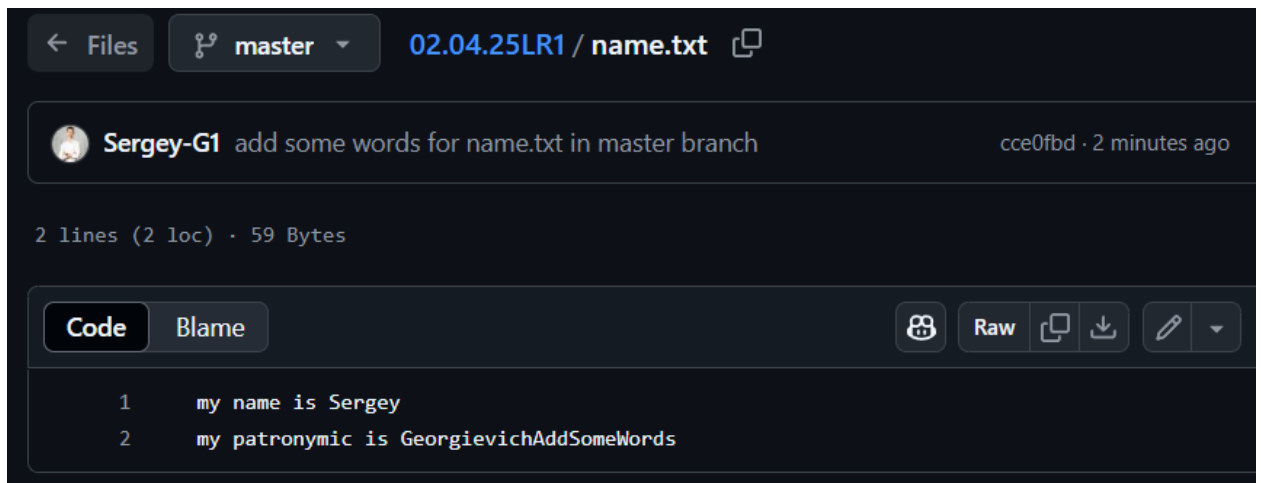 Files master 02.04.25LR1 / name.txt
Sergey-G1 add some words for name.txt in master branch cce0fbd · 2 minutes ago
2 lines (2 loc) · 59 Bytes
Code Blame Raw
1 my name is Sergey
2 my patronymic is GeorgievichAddSomeWords